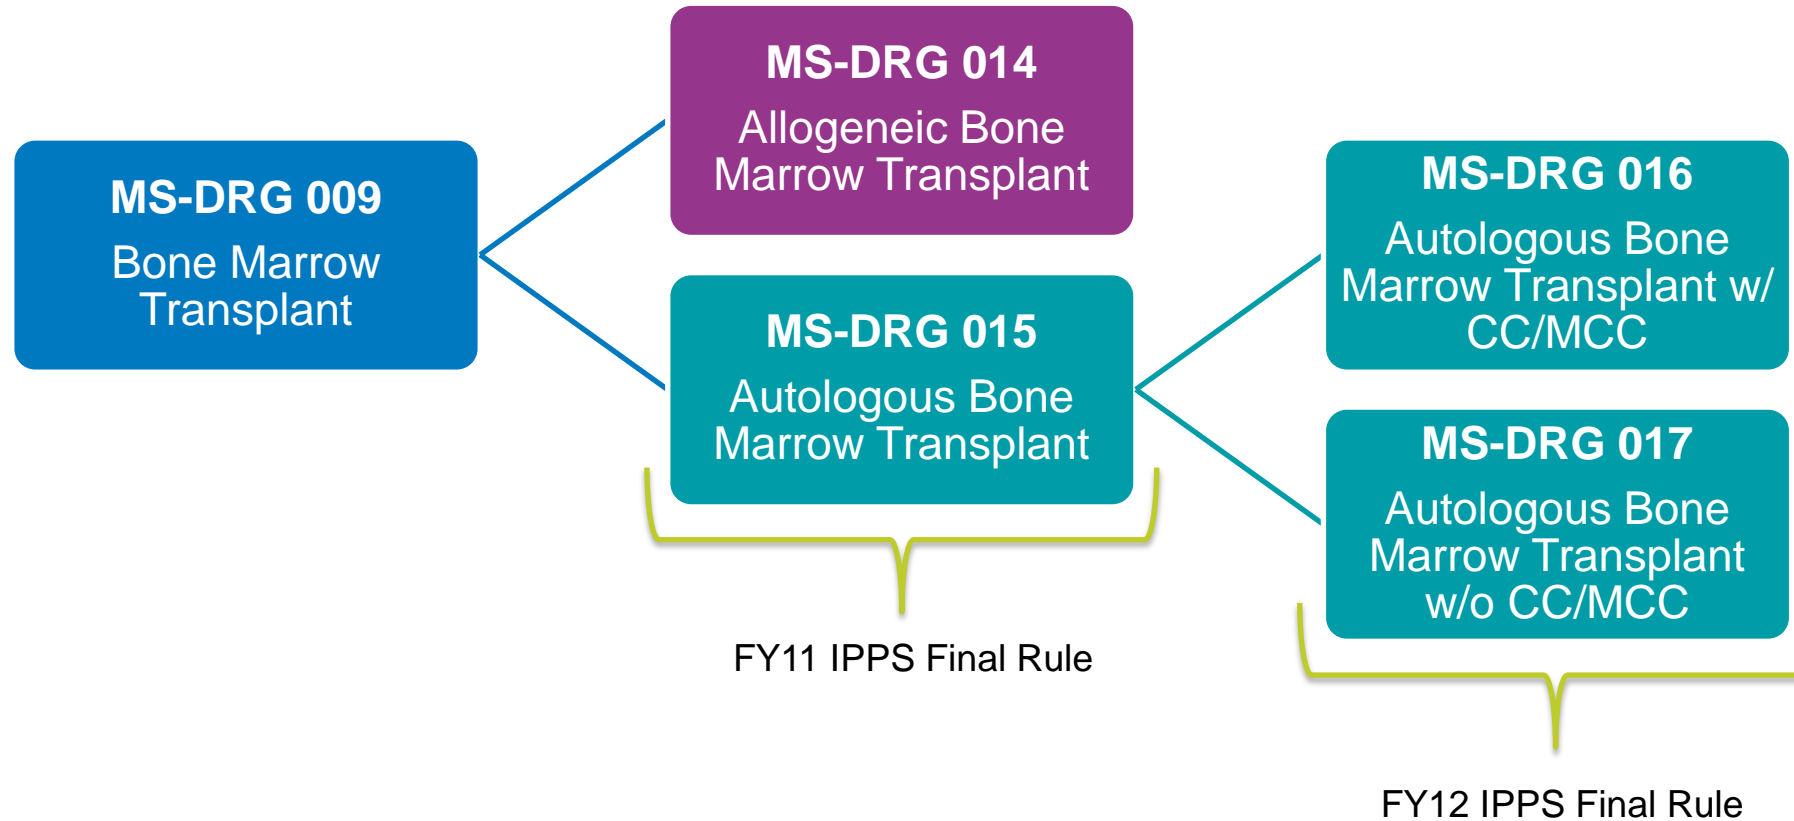 MS-DRG 009
Bone Marrow
Transplant
MS-DRG 014
Allogeneic Bone
Marrow Transplant
MS-DRG 015
Autologous Bone
Marrow Transplant
FY11 IPPS Final Rule
MS-DRG 016
Autologous Bone
Marrow Transplant w/
CC/MCC
MS-DRG 017
Autologous Bone
Marrow Transplant
w/o CC/MCC
FY12 IPPS Final Rule